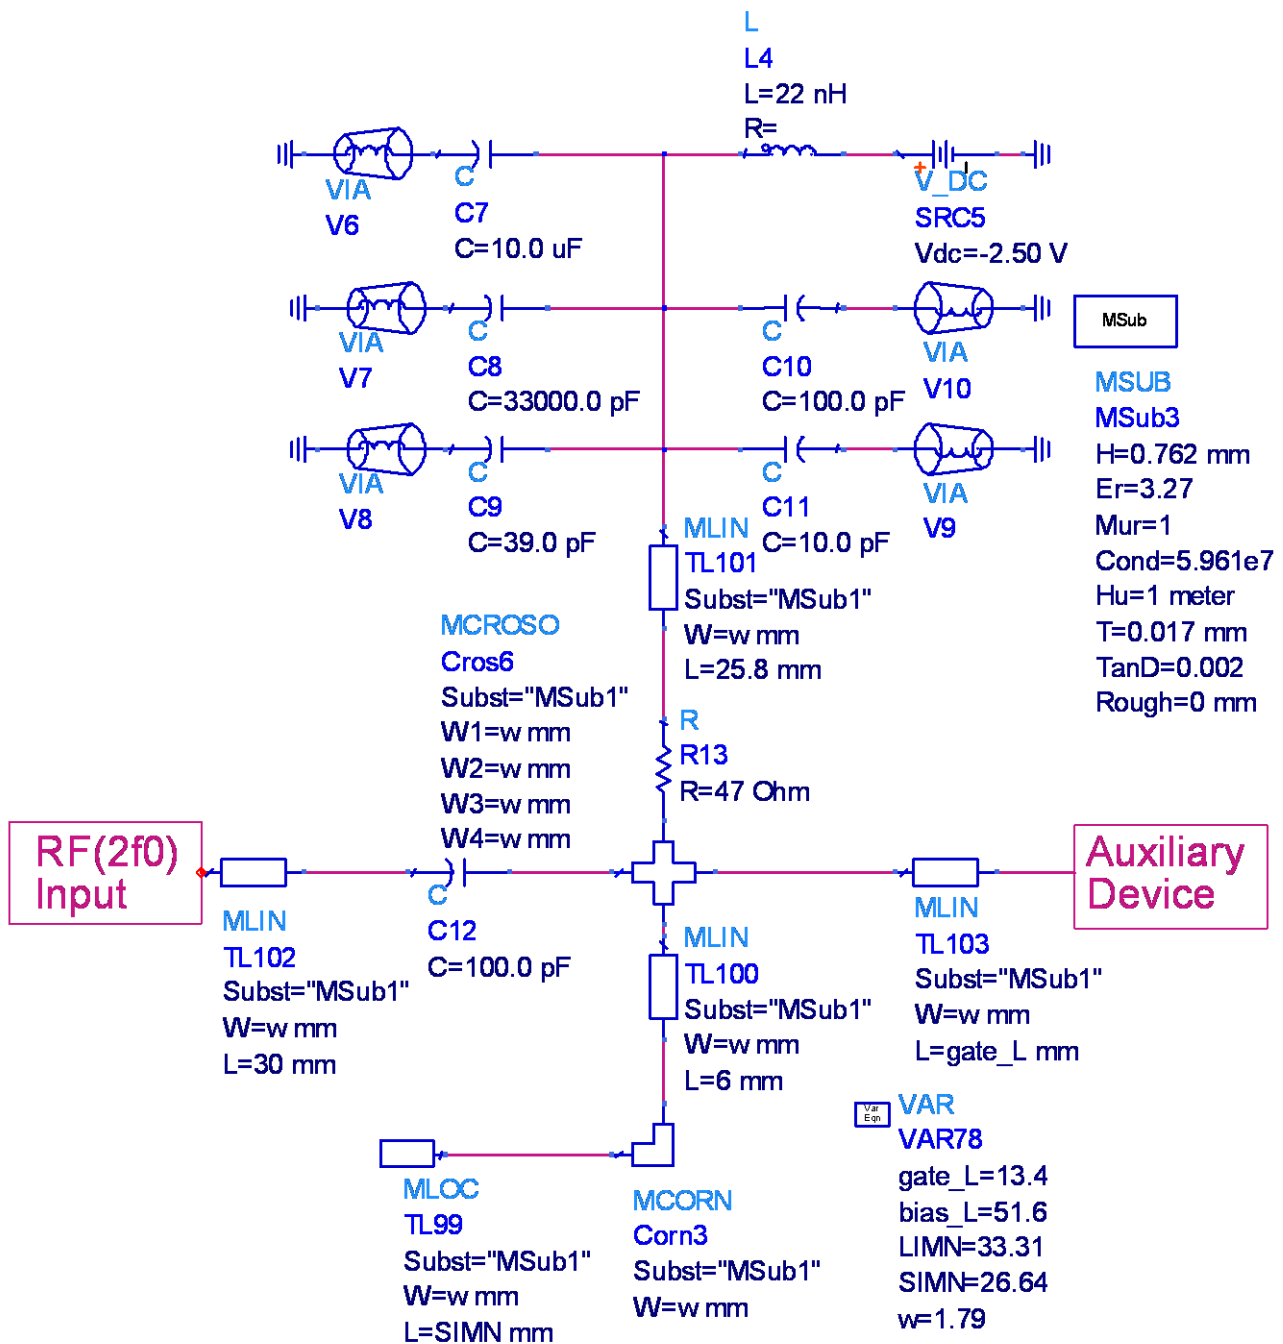 L
L4
L=22 nH
R=
VIA
V6
C
C7
C=10.0 uF
V_DC
SRC5
Vdc=-2.50 V
VIA
V7
C
C8
C=33000.0 pF
C
C10
C=100.0 pF
VIA
V10
MSub
MSUB
MSub3
H=0.762 mm
Er=3.27
Mur=1
Cond=5.961e7
Hu=1 meter
T=0.017 mm
TanD=0.002
Rough=0 mm
VIA
V8
C
C9
C=39.0 pF
C
C11
C=10.0 pF
VIA
V9
MLIN
TL101
Subst="MSub1"
W=w mm
L=25.8 mm
MCROSO
Cros6
Subst="MSub1"
W1=w mm
W2=w mm
W3=w mm
W4=w mm
R
R13
R=47 Ohm
RF(2f0)
Input
MLIN
TL102
Subst="MSub1"
W=w mm
L=30 mm
C
C12
C=100.0 pF
MLIN
TL100
Subst="MSub1"
W=w mm
L=6 mm
Auxiliary
Device
MLIN
TL103
Subst="MSub1"
W=w mm
L=gate_L mm
MLOC
TL99
Subst="MSub1"
W=w mm
L=SIMN mm
MCORN
Corn3
Subst="MSub1"
W=w mm
Var
Eqn
VAR
VAR78
gate_L=13.4
bias_L=51.6
LIMN=33.31
SIMN=26.64
w=1.79